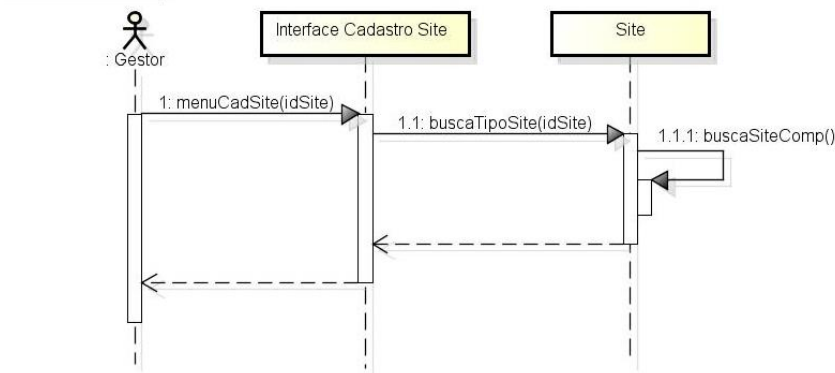 Interface Cadastro Site
Site
: Gestor
1: menuCadSite(idSite)
1.1: buscaTipoSite(idSite)
1.1.1: buscaSiteComp()